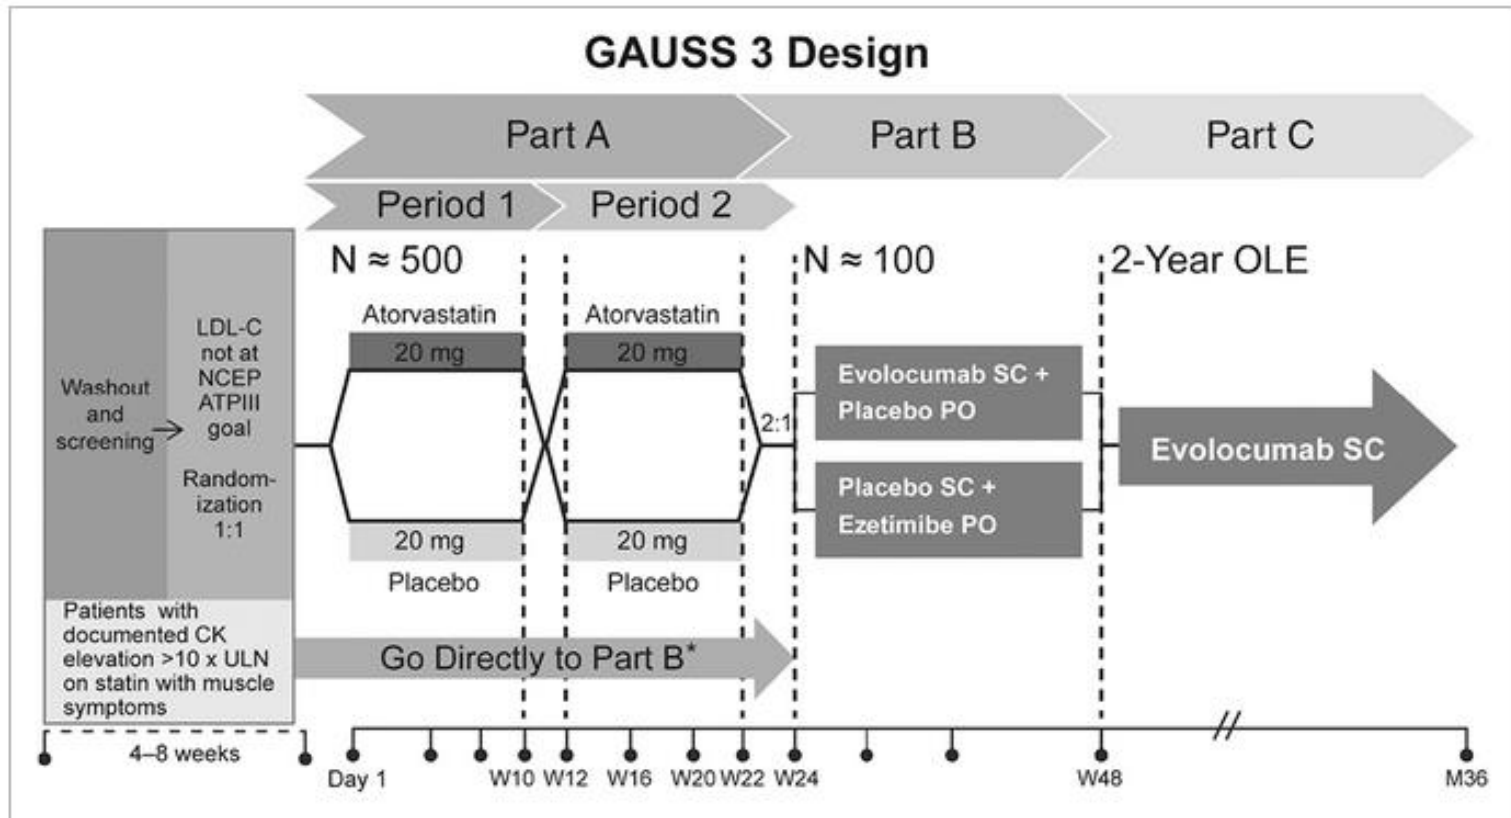 GAUSS 3 Design
Part A
Part B
Part C
Period 1
Period 2
N ≈ 500
N ≈ 100
2-Year OLE
Washout
and
screening
LDL-C
not at
NCEP
ATPIII
goal
Random-
ization
1:1
Atorvastatin
20 mg
20 mg
Placebo
Atorvastatin
20 mg
20 mg
Placebo
2:1
Evolocumab SC +
Placebo PO
Placebo SC +
Ezetimibe PO
Evolocumab SC
Patients with
documented CK
elevation >10 x ULN
on statin with muscle
symptoms
Go Directly to Part B*
4–8 weeks
Day 1
W10
W12
W16
W20
W22
W24
W48
M36